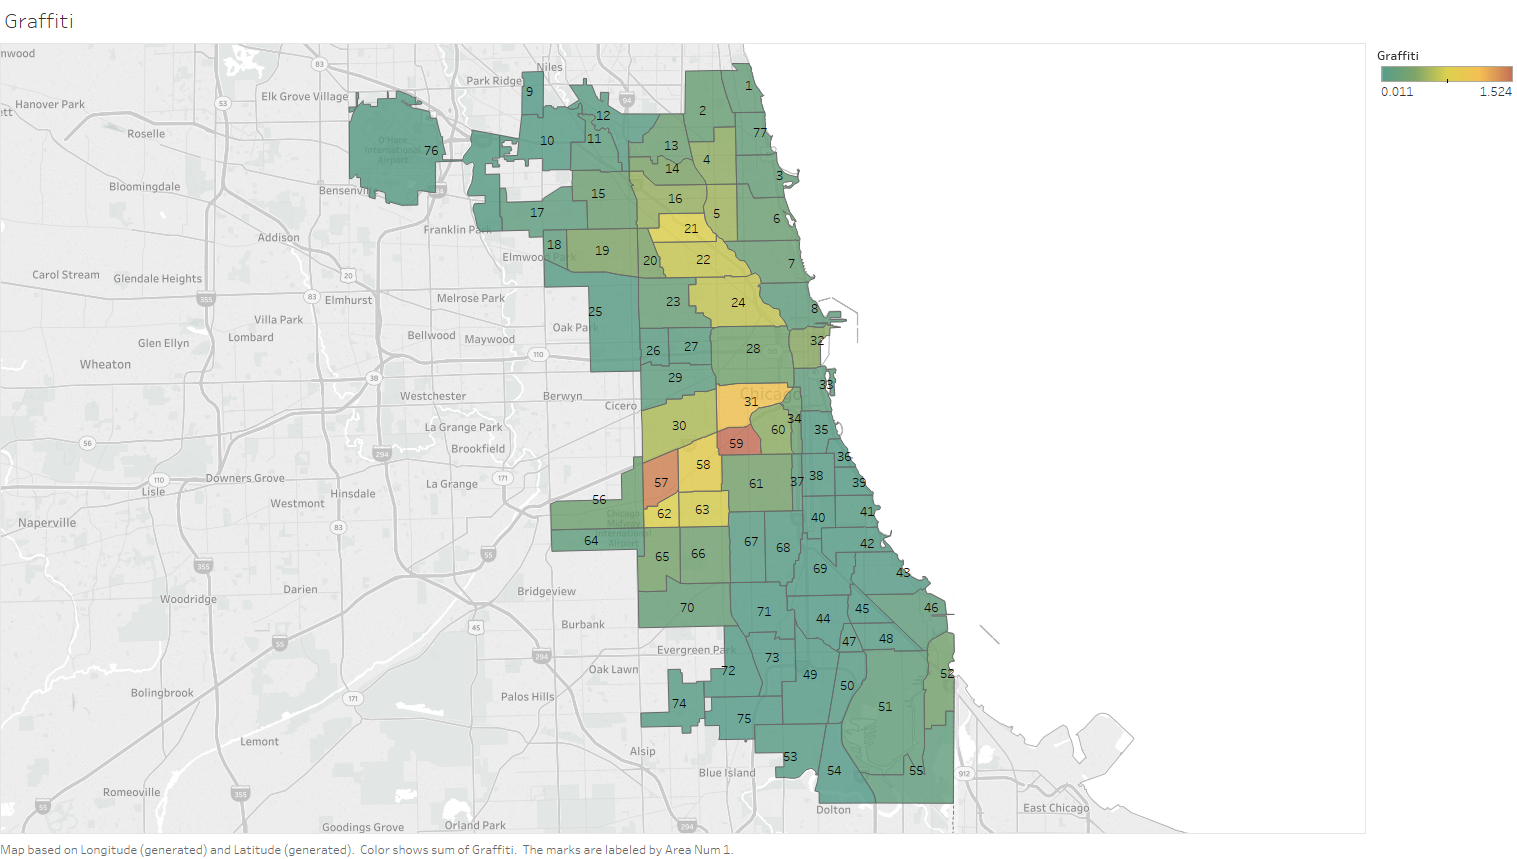 Graffiti
Graffiti
0.011 1.524
nwood
Niles
Park Ridge
83
94
1
9
Elk Grove Village
Hanover Park
53
2
ett
12
Roselle
77
11
10
13
O'Hare
International
Airport
76
4
14
3
Bloomingdale
Bensenv
15
16
17
5
6
Franklin Park
21
Addison
18
19
Elmwood Park
20
22
7
Carol Stream
Glendale Heights
20
83
355
Elmhurst
Melrose Park
23
24
8
25
Villa Park
Oak Park
Glen Ellyn
Lombard
Bellwood
Maywood
32
26
27
28
110
Wheaton
38
29
33
Westchester
Berwyn
Chicago
31
Cicero
34
La Grange Park
30
60
35
56
59
Brookfield
294
36
58
Downers Grove
110
171
La Grange
57
61
37
38
39
Lisle
Hinsdale
56
Westmont
62
63
Chicago
Midway
International
Airport
40
41
Naperville
83
64
67
68
42
55
65
66
355
69
43
Darien
Bridgeview
Woodridge
70
71
45
46
44
Burbank
45
55
47
48
294
Evergreen Park
73
Oak Lawn
72
49
52
50
Bolingbrook
171
Palos Hills
74
51
75
Lemont
Alsip
53
54
55
Blue Island
912
Romeoville
355
55
East Chicago
Dolton
Goodings Grove
Orland Park
294
Map based on Longitude (generated) and Latitude (generated). Color shows sum of Graffiti. The marks are labeled by Area Num 1.